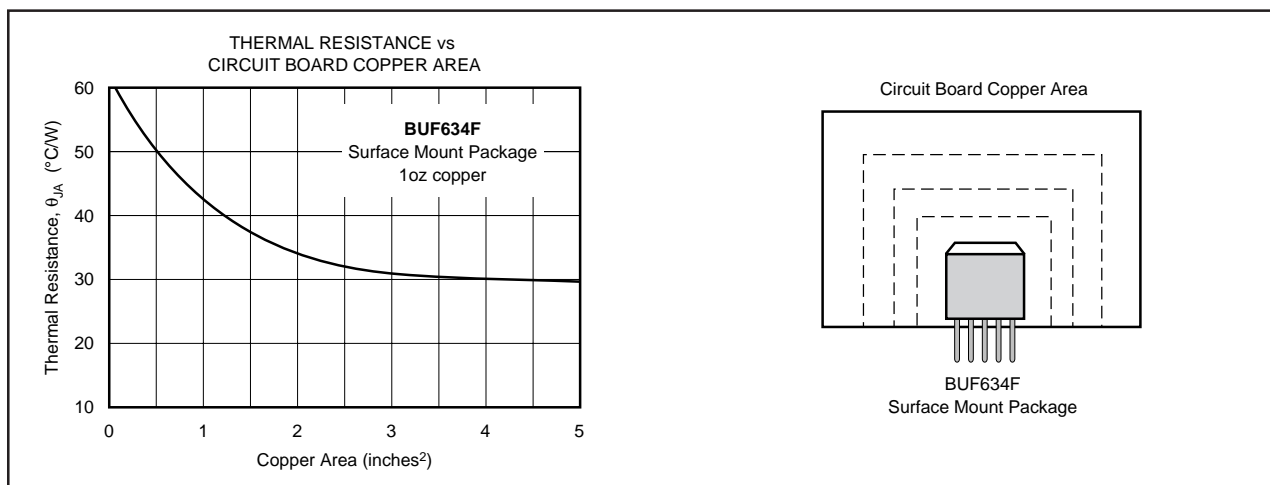 THERMAL RESISTANCE vs
CIRCUIT BOARD COPPER AREA
60
50
40
30
20
10
Thermal Resistance, θJA (°C/W)
BUF634F
Surface Mount Package
1oz copper
0 1 2 3 4 5
Copper Area (inches²)
Circuit Board Copper Area
BUF634F
Surface Mount Package